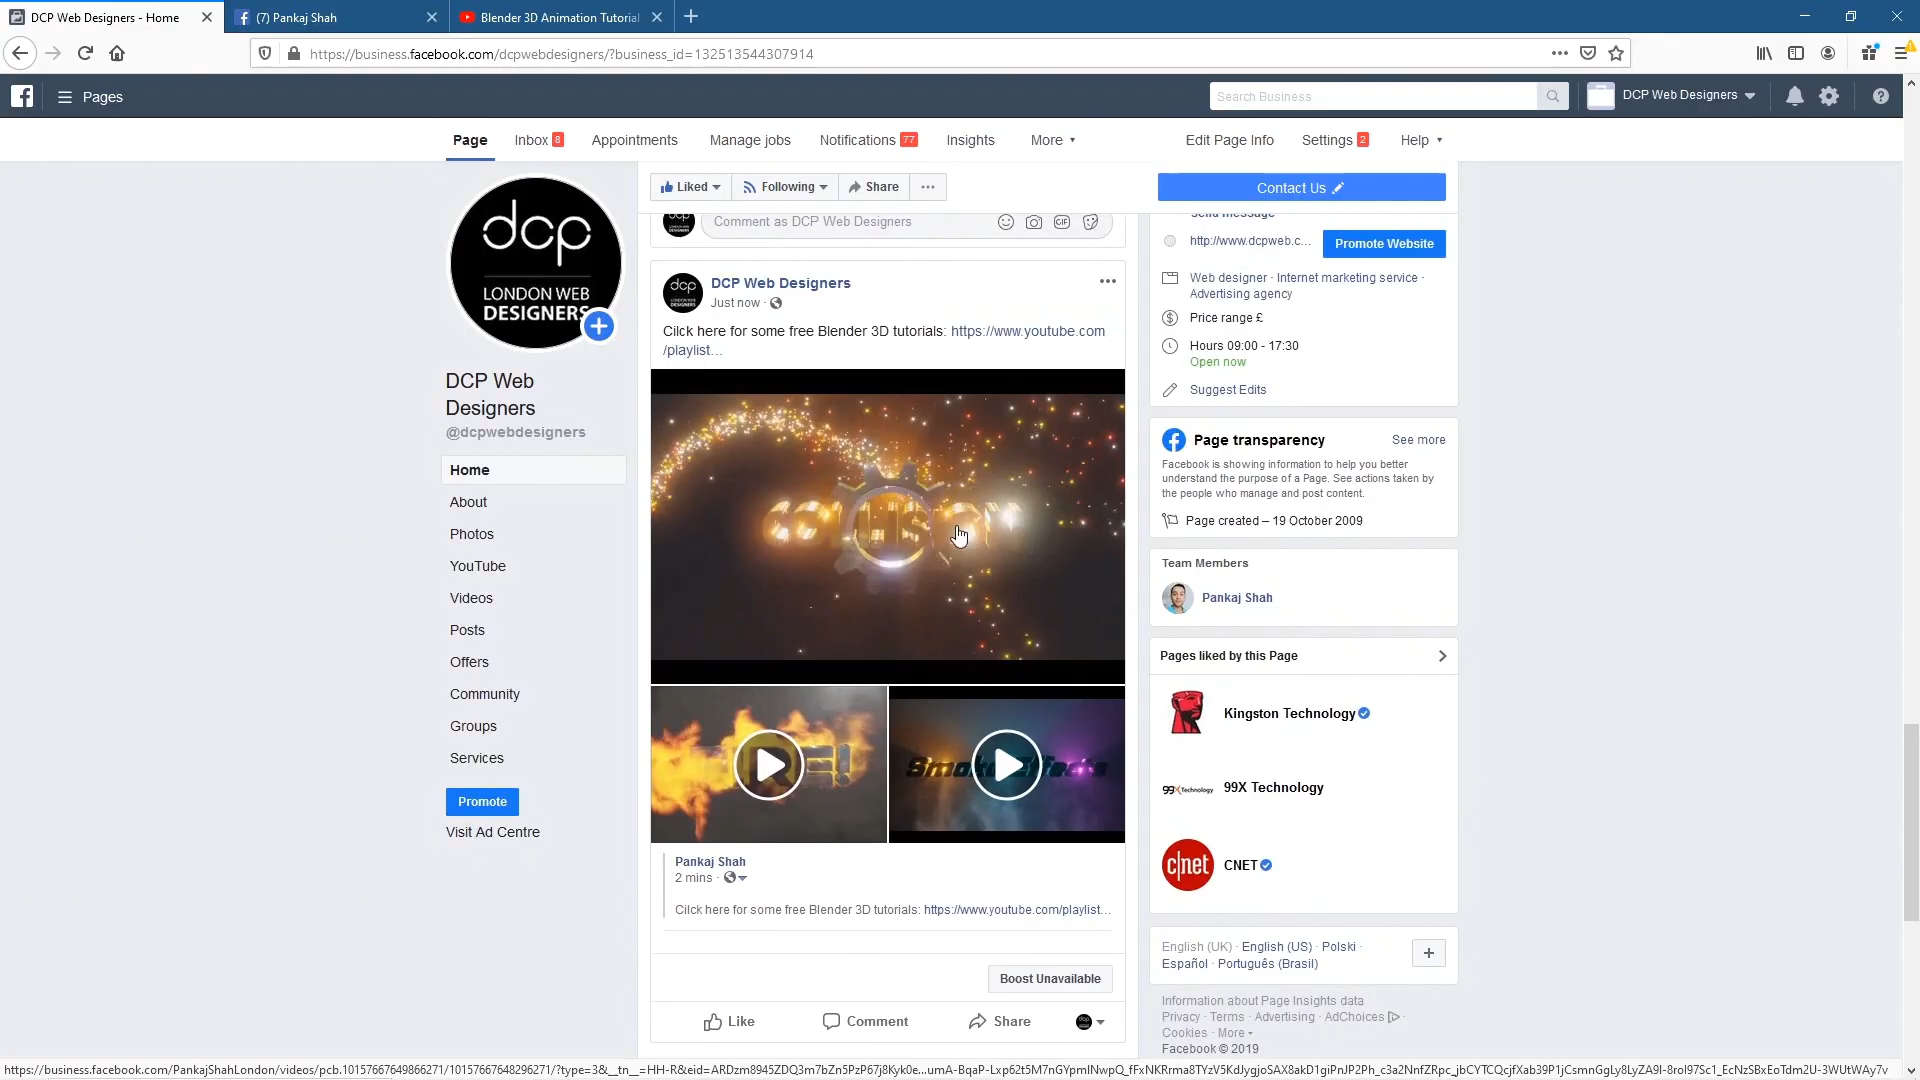 DCP Web Designers - Home
(7) Pankaj Shah
Blender 3D Animation Tutorial
https://business.facebook.com/dcpwebdesigners/?business_id=132513544307914
Pages
Search Business
DCP Web Designers
Page
Inbox 8
Appointments
Manage jobs
Notifications 77
Insights
More
Edit Page Info
Settings 2
Help
dcp
LONDON WEB
DESIGNERS
DCP Web
Designers
@dcpwebdesigners
Home
About
Photos
YouTube
Videos
Posts
Offers
Community
Groups
Services
Promote
Visit Ad Centre
Liked
Following
Share
Contact Us
Comment as DCP Web Designers
GIF
DCP Web Designers
Just now ·
Cilck here for some free Blender 3D tutorials: https://www.youtube.com
/playlist…
Pankaj Shah
2 mins ·
Cilck here for some free Blender 3D tutorials: https://www.youtube.com/playlist…
Boost Unavailable
Like
Comment
Share
Send message
http://www.dcpweb.c...
Promote Website
Web designer · Internet marketing service ·
Advertising agency
Price range £
Hours 09:00 - 17:30
Open now
Suggest Edits
Page transparency
See more
Facebook is showing information to help you better
understand the purpose of a Page. See actions taken by
the people who manage and post content.
Page created – 19 October 2009
Team Members
Pankaj Shah
Pages liked by this Page
Kingston Technology
99X Technology
99X Technology
c|net
CNET
English (UK) · English (US) · Polski ·
Español · Português (Brasil)
Information about Page Insights data
Privacy · Terms · Advertising · AdChoices ·
Cookies · More
Facebook © 2019